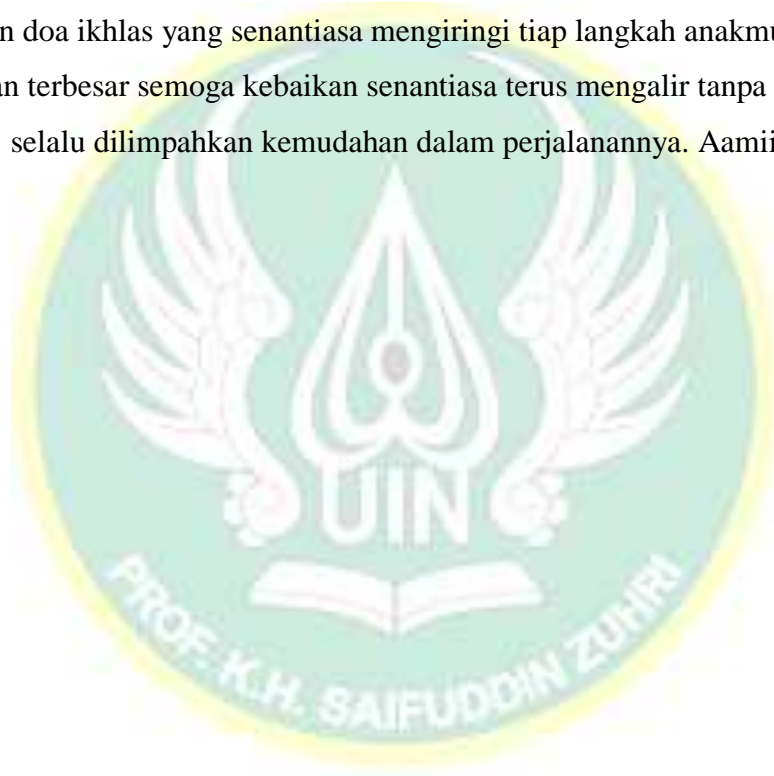 n doa ikhlas yang senantiasa mengiringi tiap langkah anakmu
an terbesar semoga kebaikan senantiasa terus mengalir tanpa
selalu dilimpahkan kemudahan dalam perjalanannya. Aamii
UIN
PROF. K.H. SAIFUDDIN ZUHRI